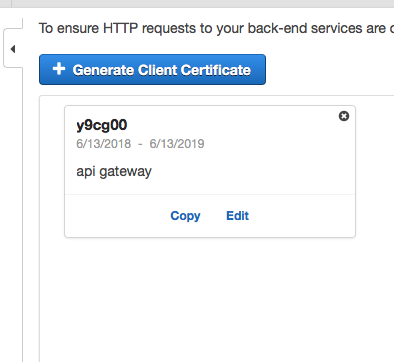 To ensure HTTP requests to your back-end services are
Generate Client Certificate
y9cg00
6/13/2018 - 6/13/2019
api gateway
Copy Edit